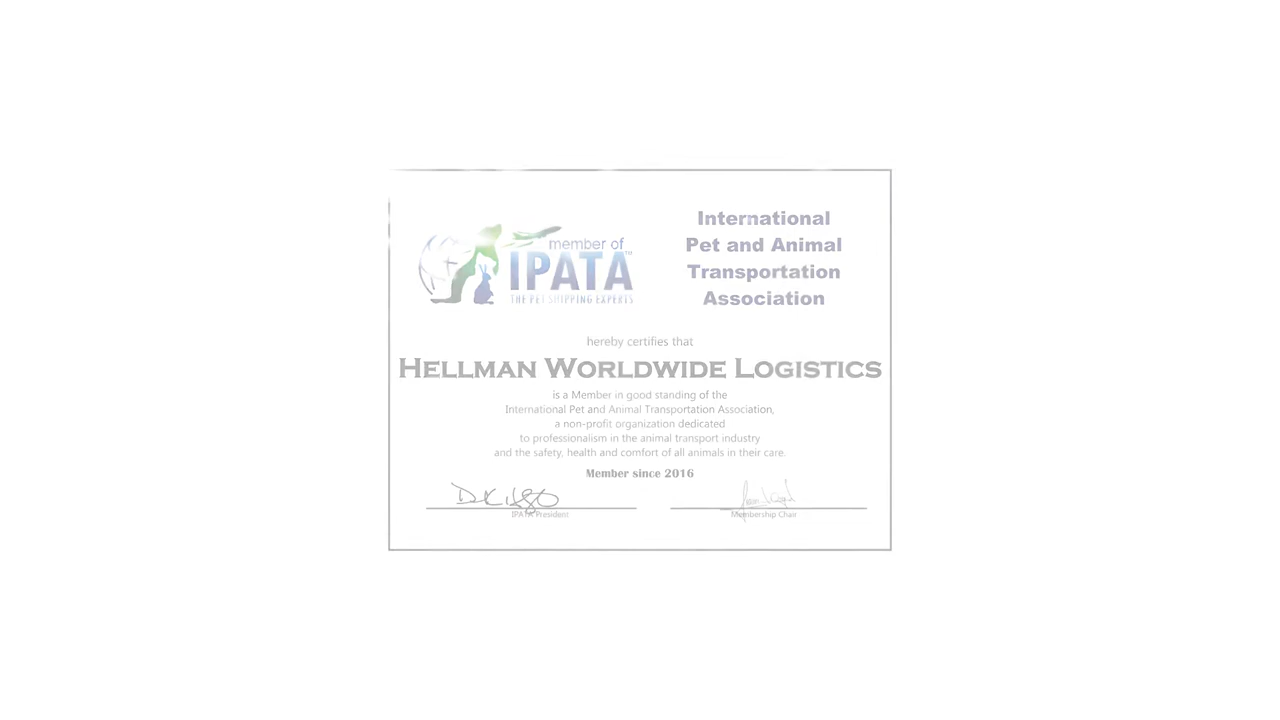 member of
IPATA™
THE PET SHIPPING EXPERTS
International
Pet and Animal
Transportation
Association
hereby certifies that
HELLMAN WORLDWIDE LOGISTICS
is a Member in good standing of the
International Pet and Animal Transportation Association,
a non-profit organization dedicated
to professionalism in the animal transport industry
and the safety, health and comfort of all animals in their care.
Member since 2016
IPATA President
Membership Chair